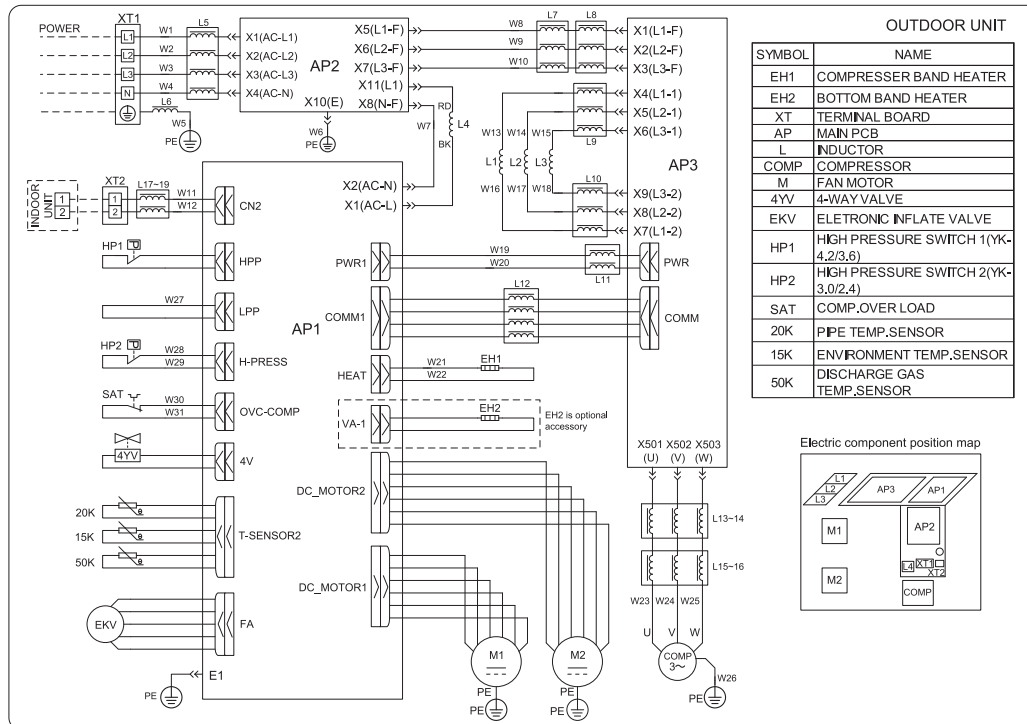 OUTDOOR UNIT
SYMBOL NAME
EH1 COMPRESSER BAND HEATER
EH2 BOTTOM BAND HEATER
XT TERMINAL BOARD
AP MAIN PCB
L INDUCTOR
COMP COMPRESSOR
M FAN MOTOR
4YV 4-WAY VALVE
EKV ELETRONIC INFLATE VALVE
HP1 HIGH PRESSURE SWITCH 1(YK-
4.2/3.6)
HP2 HIGH PRESSURE SWITCH 2(YK-
3.0/2.4)
SAT COMP.OVER LOAD
20K PIPE TEMP.SENSOR
15K ENVIRONMENT TEMP.SENSOR
50K DISCHARGE GAS
TEMP.SENSOR
POWER XT1 L5
L1 W1 X1(AC-L1)
L2 W2 X2(AC-L2)
L3 W3 X3(AC-L3)
N W4 X4(AC-N)
L6
W5
PE
AP2
X5(L1-F)
X6(L2-F)
X7(L3-F)
X11(L1)
X8(N-F)
X10(E)
W6
PE
RD
W7 L4
BK
L7 L8
W8 X1(L1-F)
W9 X2(L2-F)
W10 X3(L3-F)
X4(L1-1)
X5(L2-1)
X6(L3-1)
L9
W13 W14 W15
L1 L2 L3
W16 W17 W18
L10
X9(L3-2)
X8(L2-2)
X7(L1-2)
AP3
INDOOR
UNIT
1
2
XT2
1
2
L17~19
W11
W12
CN2
HP1 P
HPP
W27
LPP
HP2 P
W28
W29
H-PRESS
SAT
W30
W31
OVC-COMP
4YV
4V
20K
15K
50K
T-SENSOR2
EKV
FA
E1
PE
AP1
X2(AC-N)
X1(AC-L)
PWR1
W19
W20
L11
PWR
COMM1
L12
COMM
HEAT
W21
W22
EH1
VA-1
EH2
EH2 is optional
accessory
DC_MOTOR2
DC_MOTOR1
M1
PE
M2
PE
X501 X502 X503
(U) (V) (W)
L13~14
L15~16
W23 W24 W25
U V W
COMP
3~
W26
PE
Electric component position map
L1
L2
L3
AP3
AP1
M1
AP2
L4
XT1
XT2
M2
COMP